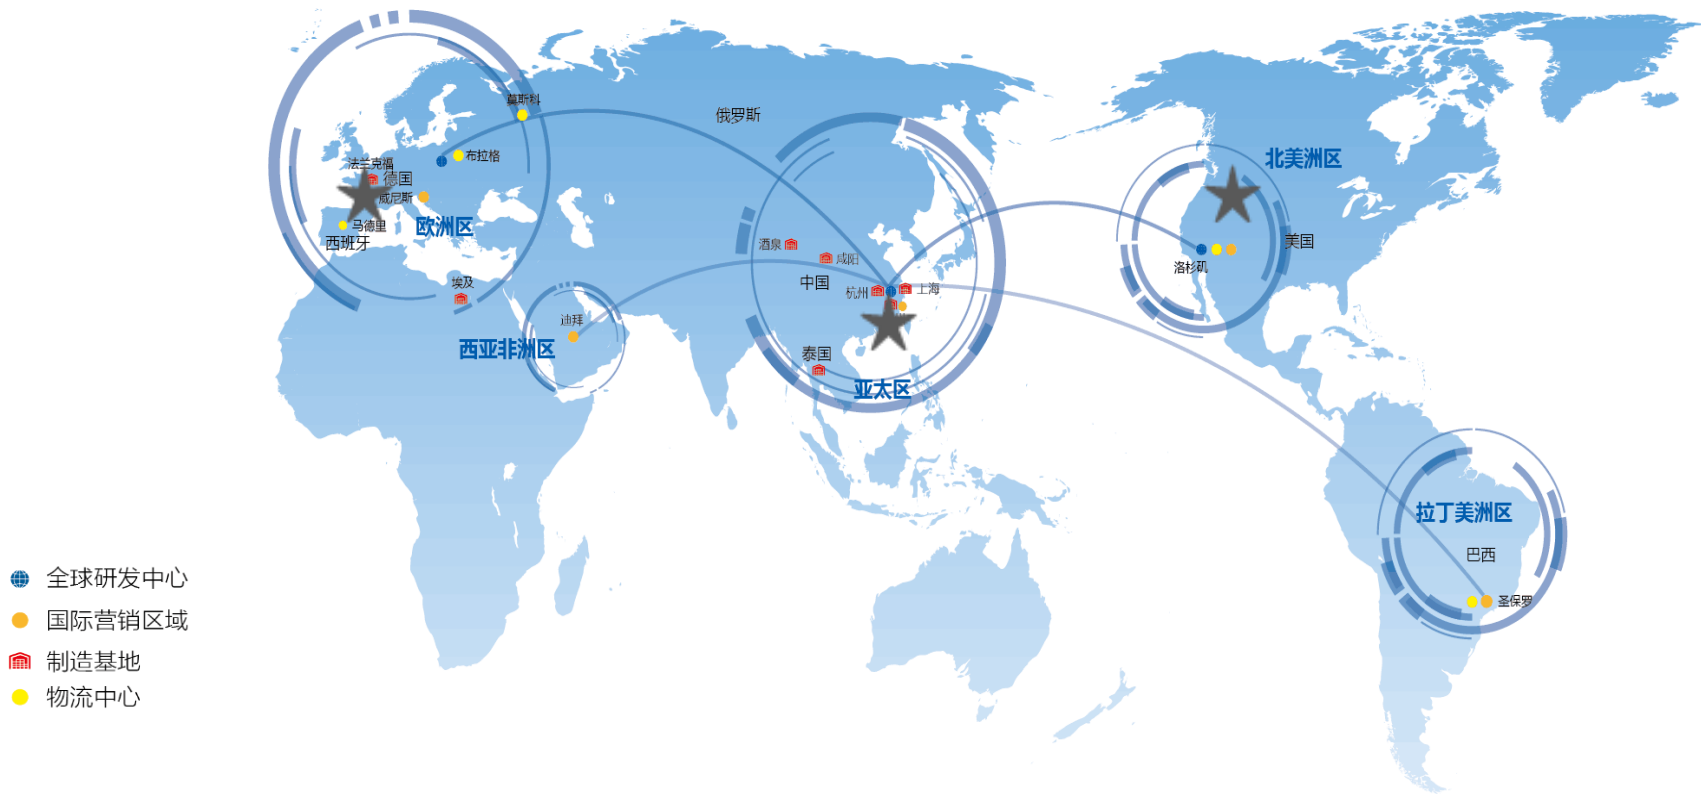 莫斯科
俄罗斯
布拉格
法兰克福
德国
威尼斯
欧洲区
马德里
西班牙
埃及
迪拜
西亚非洲区
酒泉
咸阳
中国
杭州
上海
泰国
亚太区
北美洲区
美国
洛杉矶
拉丁美洲区
巴西
圣保罗
全球研发中心
国际营销区域
制造基地
物流中心